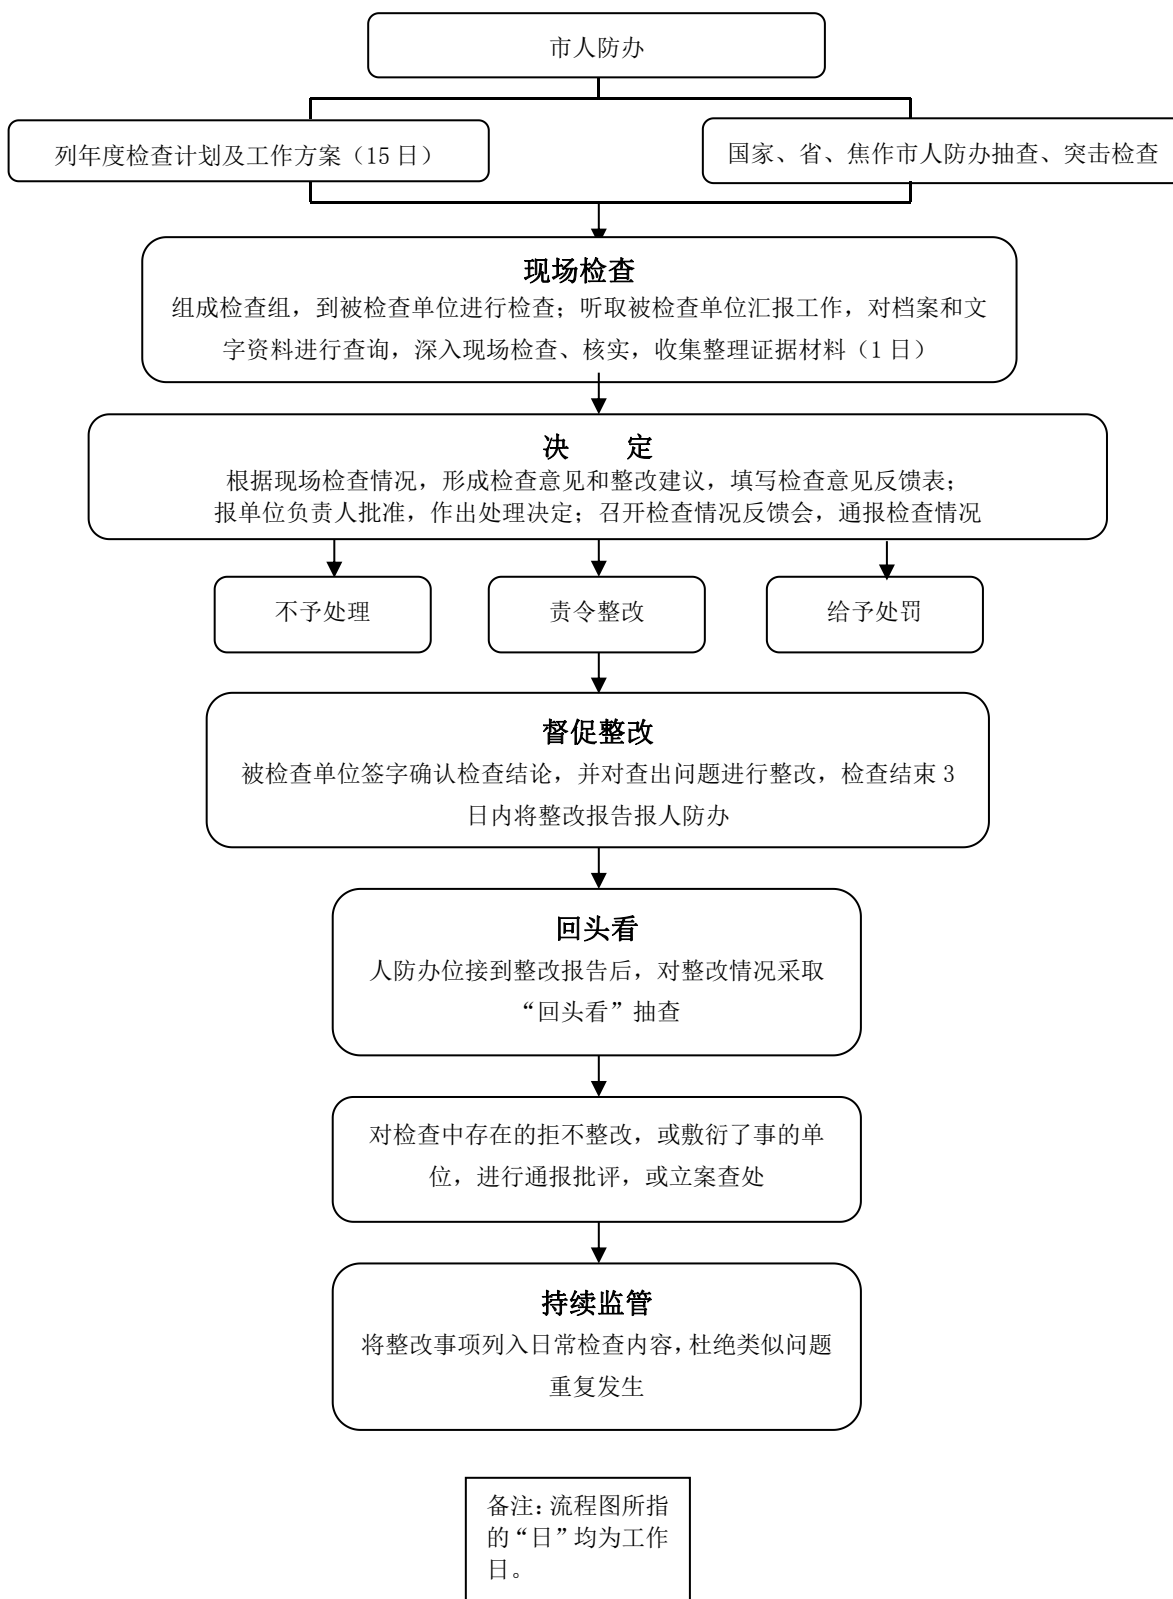 市人防办
列年度检查计划及工作方案（15 日）
国家、省、焦作市人防办抽查、突击检查
现场检查
组成检查组，到被检查单位进行检查；听取被检查单位汇报工作，对档案和文
字资料进行查询，深入现场检查、核实，收集整理证据材料（1 日）
决 定
根据现场检查情况，形成检查意见和整改建议，填写检查意见反馈表；
报单位负责人批准，作出处理决定；召开检查情况反馈会，通报检查情况
不予处理
责令整改
给予处罚
督促整改
被检查单位签字确认检查结论，并对查出问题进行整改，检查结束 3
日内将整改报告报人防办
回头看
人防办位接到整改报告后，对整改情况采取
“回头看”抽查
对检查中存在的拒不整改，或敷衍了事的单
位，进行通报批评，或立案查处
持续监管
将整改事项列入日常检查内容，杜绝类似问题
重复发生
备注：流程图所指
的“日”均为工作
日。